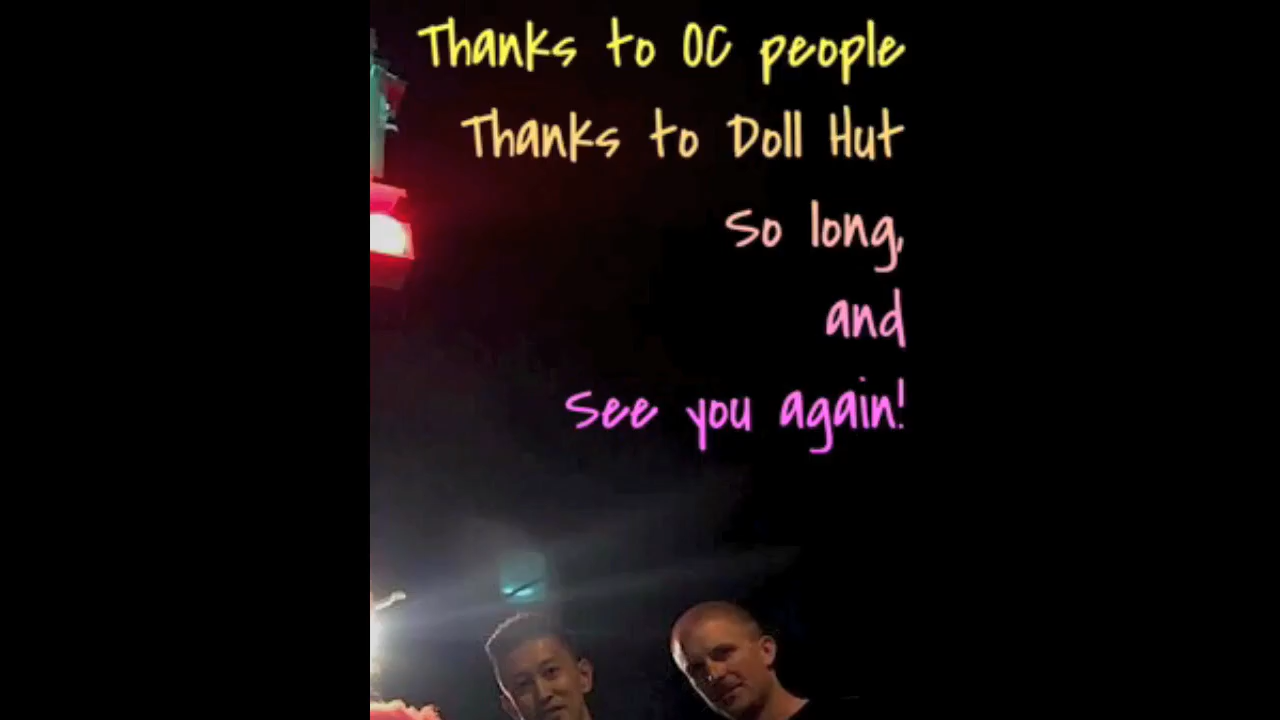 Thanks to OC people
Thanks to Doll Hut
So long,
and
See you again!